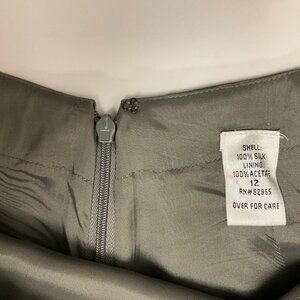 SHELL:
100% SILK
LINING:
100% ACETATE
12
RN# 82955
OVER FOR CARE